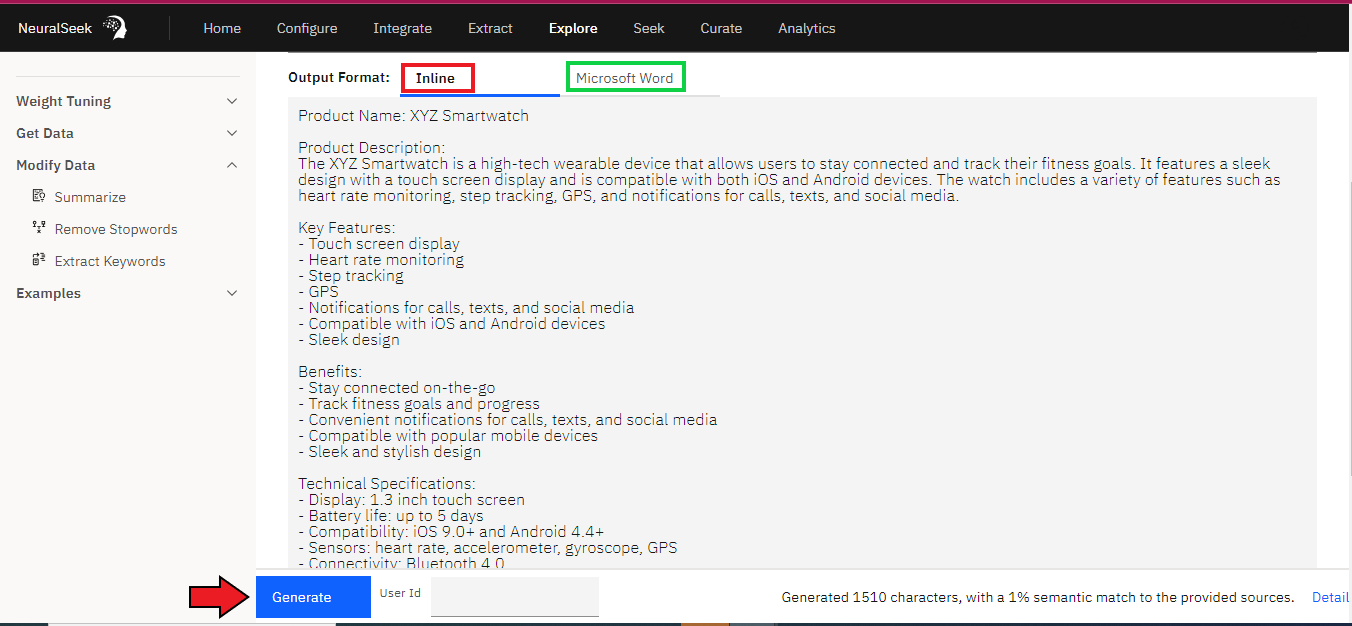 NeuralSeek
Home Configure Integrate Extract Explore Seek Curate Analytics
Weight Tuning
Get Data
Modify Data
Summarize
Remove Stopwords
Extract Keywords
Examples
Output Format: Inline Microsoft Word
Product Name: XYZ Smartwatch
Product Description:
The XYZ Smartwatch is a high-tech wearable device that allows users to stay connected and track their fitness goals. It features a sleek
design with a touch screen display and is compatible with both iOS and Android devices. The watch includes a variety of features such as
heart rate monitoring, step tracking, GPS, and notifications for calls, texts, and social media.
Key Features:
- Touch screen display
- Heart rate monitoring
- Step tracking
- GPS
- Notifications for calls, texts, and social media
- Compatible with iOS and Android devices
- Sleek design
Benefits:
- Stay connected on-the-go
- Track fitness goals and progress
- Convenient notifications for calls, texts, and social media
- Compatible with popular mobile devices
- Sleek and stylish design
Technical Specifications:
- Display: 1.3 inch touch screen
- Battery life: up to 5 days
- Compatibility: iOS 9.0+ and Android 4.4+
- Sensors: heart rate, accelerometer, gyroscope, GPS
- Connectivity: Bluetooth 4.0
Generate User Id Generated 1510 characters, with a 1% semantic match to the provided sources. Detail